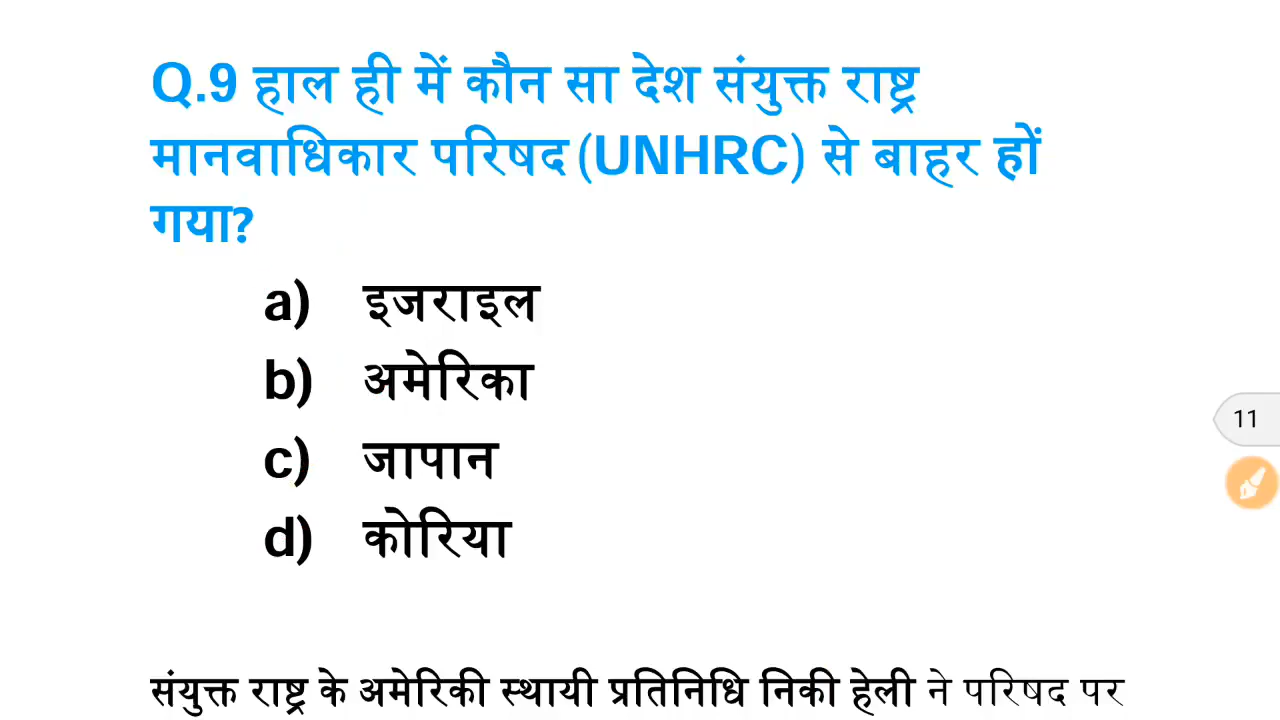 Q.9 हाल ही में कौन सा देश संयुक्त राष्ट्र
मानवाधिकार परिषद (UNHRC) से बाहर हों
गया?
a) इजराइल
b) अमेरिका
c) जापान
d) कोरिया
11
संयुक्त राष्ट्र के अमेरिकी स्थायी प्रतिनिधि निकी हेली ने परिषद पर